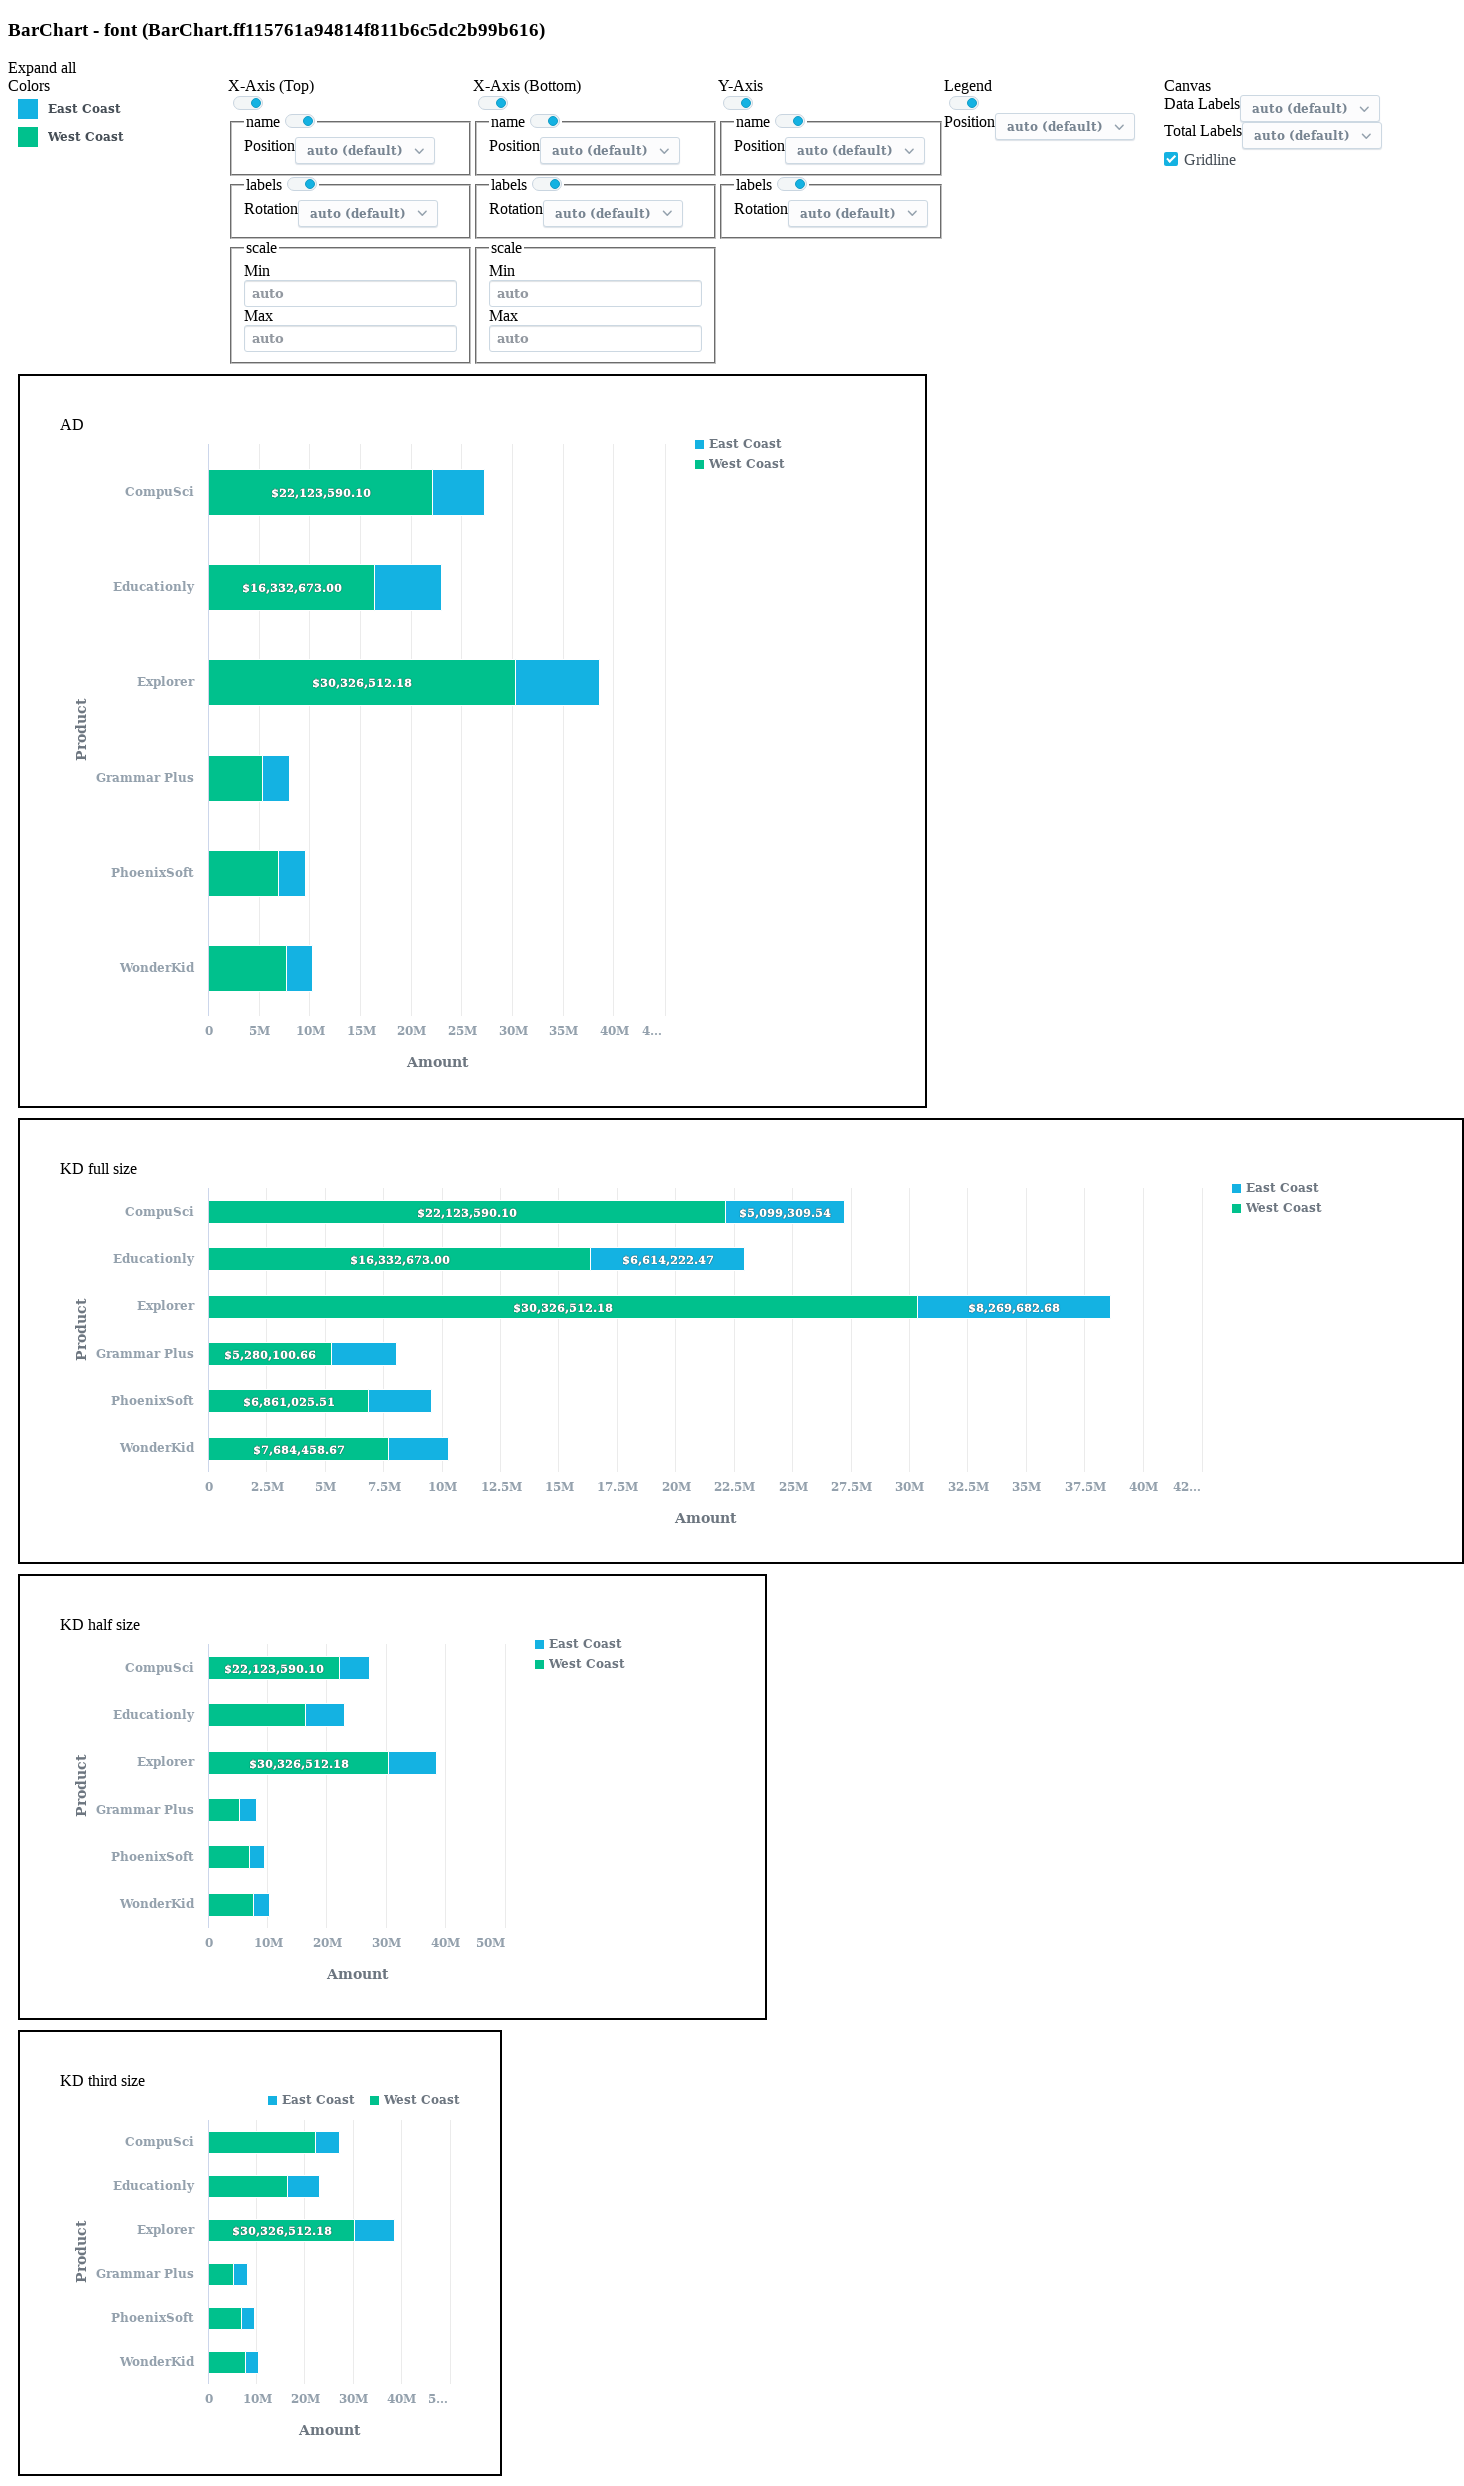 BarChart - font (BarChart.ff115761a94814f811b6c5dc2b99b616)
Expand all
Colors
East Coast
West Coast
X-Axis (Top)
name
Position auto (default)
labels
Rotation auto (default)
scale
Min
auto
Max
auto
X-Axis (Bottom)
name
Position auto (default)
labels
Rotation auto (default)
scale
Min
auto
Max
auto
Y-Axis
name
Position auto (default)
labels
Rotation auto (default)
Legend
Position auto (default)
Canvas
Data Labels auto (default)
Total Labels auto (default)
Gridline
AD
East Coast
West Coast
Product
CompuSci $22,123,590.10
Educationly $16,332,673.00
Explorer $30,326,512.18
Grammar Plus
PhoenixSoft
WonderKid
0 5M 10M 15M 20M 25M 30M 35M 40M 4...
Amount
KD full size
East Coast
West Coast
Product
CompuSci $22,123,590.10 $5,099,309.54
Educationly $16,332,673.00 $6,614,222.47
Explorer $30,326,512.18 $8,269,682.68
Grammar Plus $5,280,100.66
PhoenixSoft $6,861,025.51
WonderKid $7,684,458.67
0 2.5M 5M 7.5M 10M 12.5M 15M 17.5M 20M 22.5M 25M 27.5M 30M 32.5M 35M 37.5M 40M 42...
Amount
KD half size
East Coast
West Coast
Product
CompuSci $22,123,590.10
Educationly
Explorer $30,326,512.18
Grammar Plus
PhoenixSoft
WonderKid
0 10M 20M 30M 40M 50M
Amount
KD third size
East Coast West Coast
Product
CompuSci
Educationly
Explorer $30,326,512.18
Grammar Plus
PhoenixSoft
WonderKid
0 10M 20M 30M 40M 5...
Amount